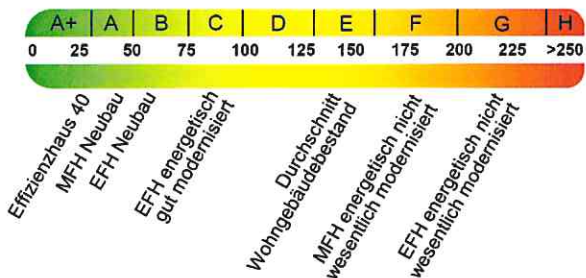 A+ A B C D E F G H
0 25 50 75 100 125 150 175 200 225 >250
Effizienzhaus 40
MFH Neubau
EFH Neubau
EFH energetisch
gut modernisiert
Durchschnitt
Wohngebäudebestand
MFH energetisch nicht
wesentlich modernisiert
EFH energetisch nicht
wesentlich modernisiert